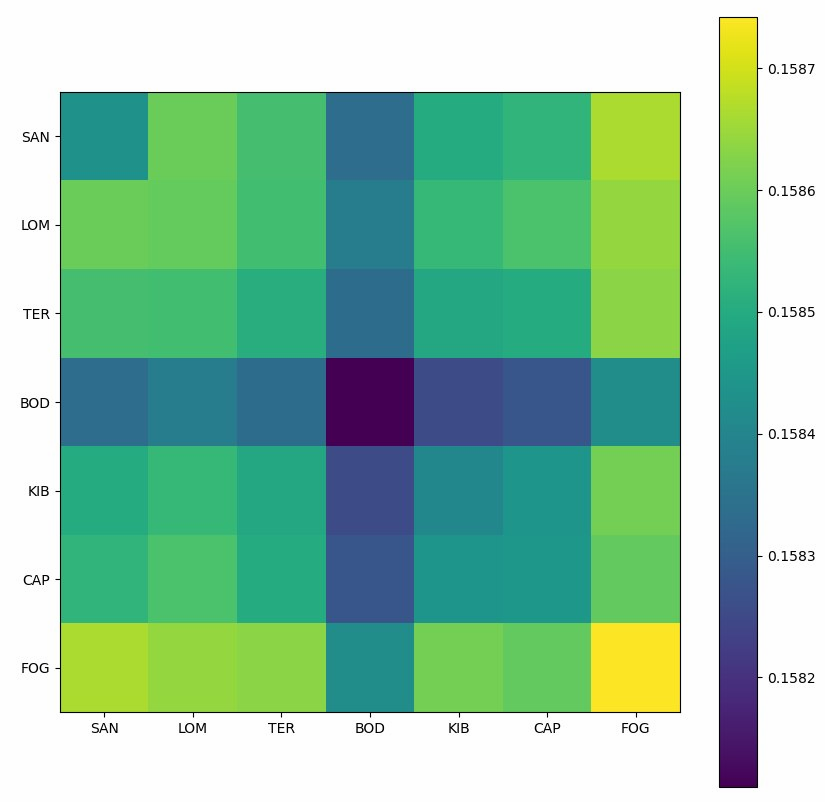 0.1587
SAN
0.1586
LOM
TER
0.1585
BOD
0.1584
KIB
0.1583
CAP
FOG
0.1582
SAN LOM TER BOD KIB CAP FOG